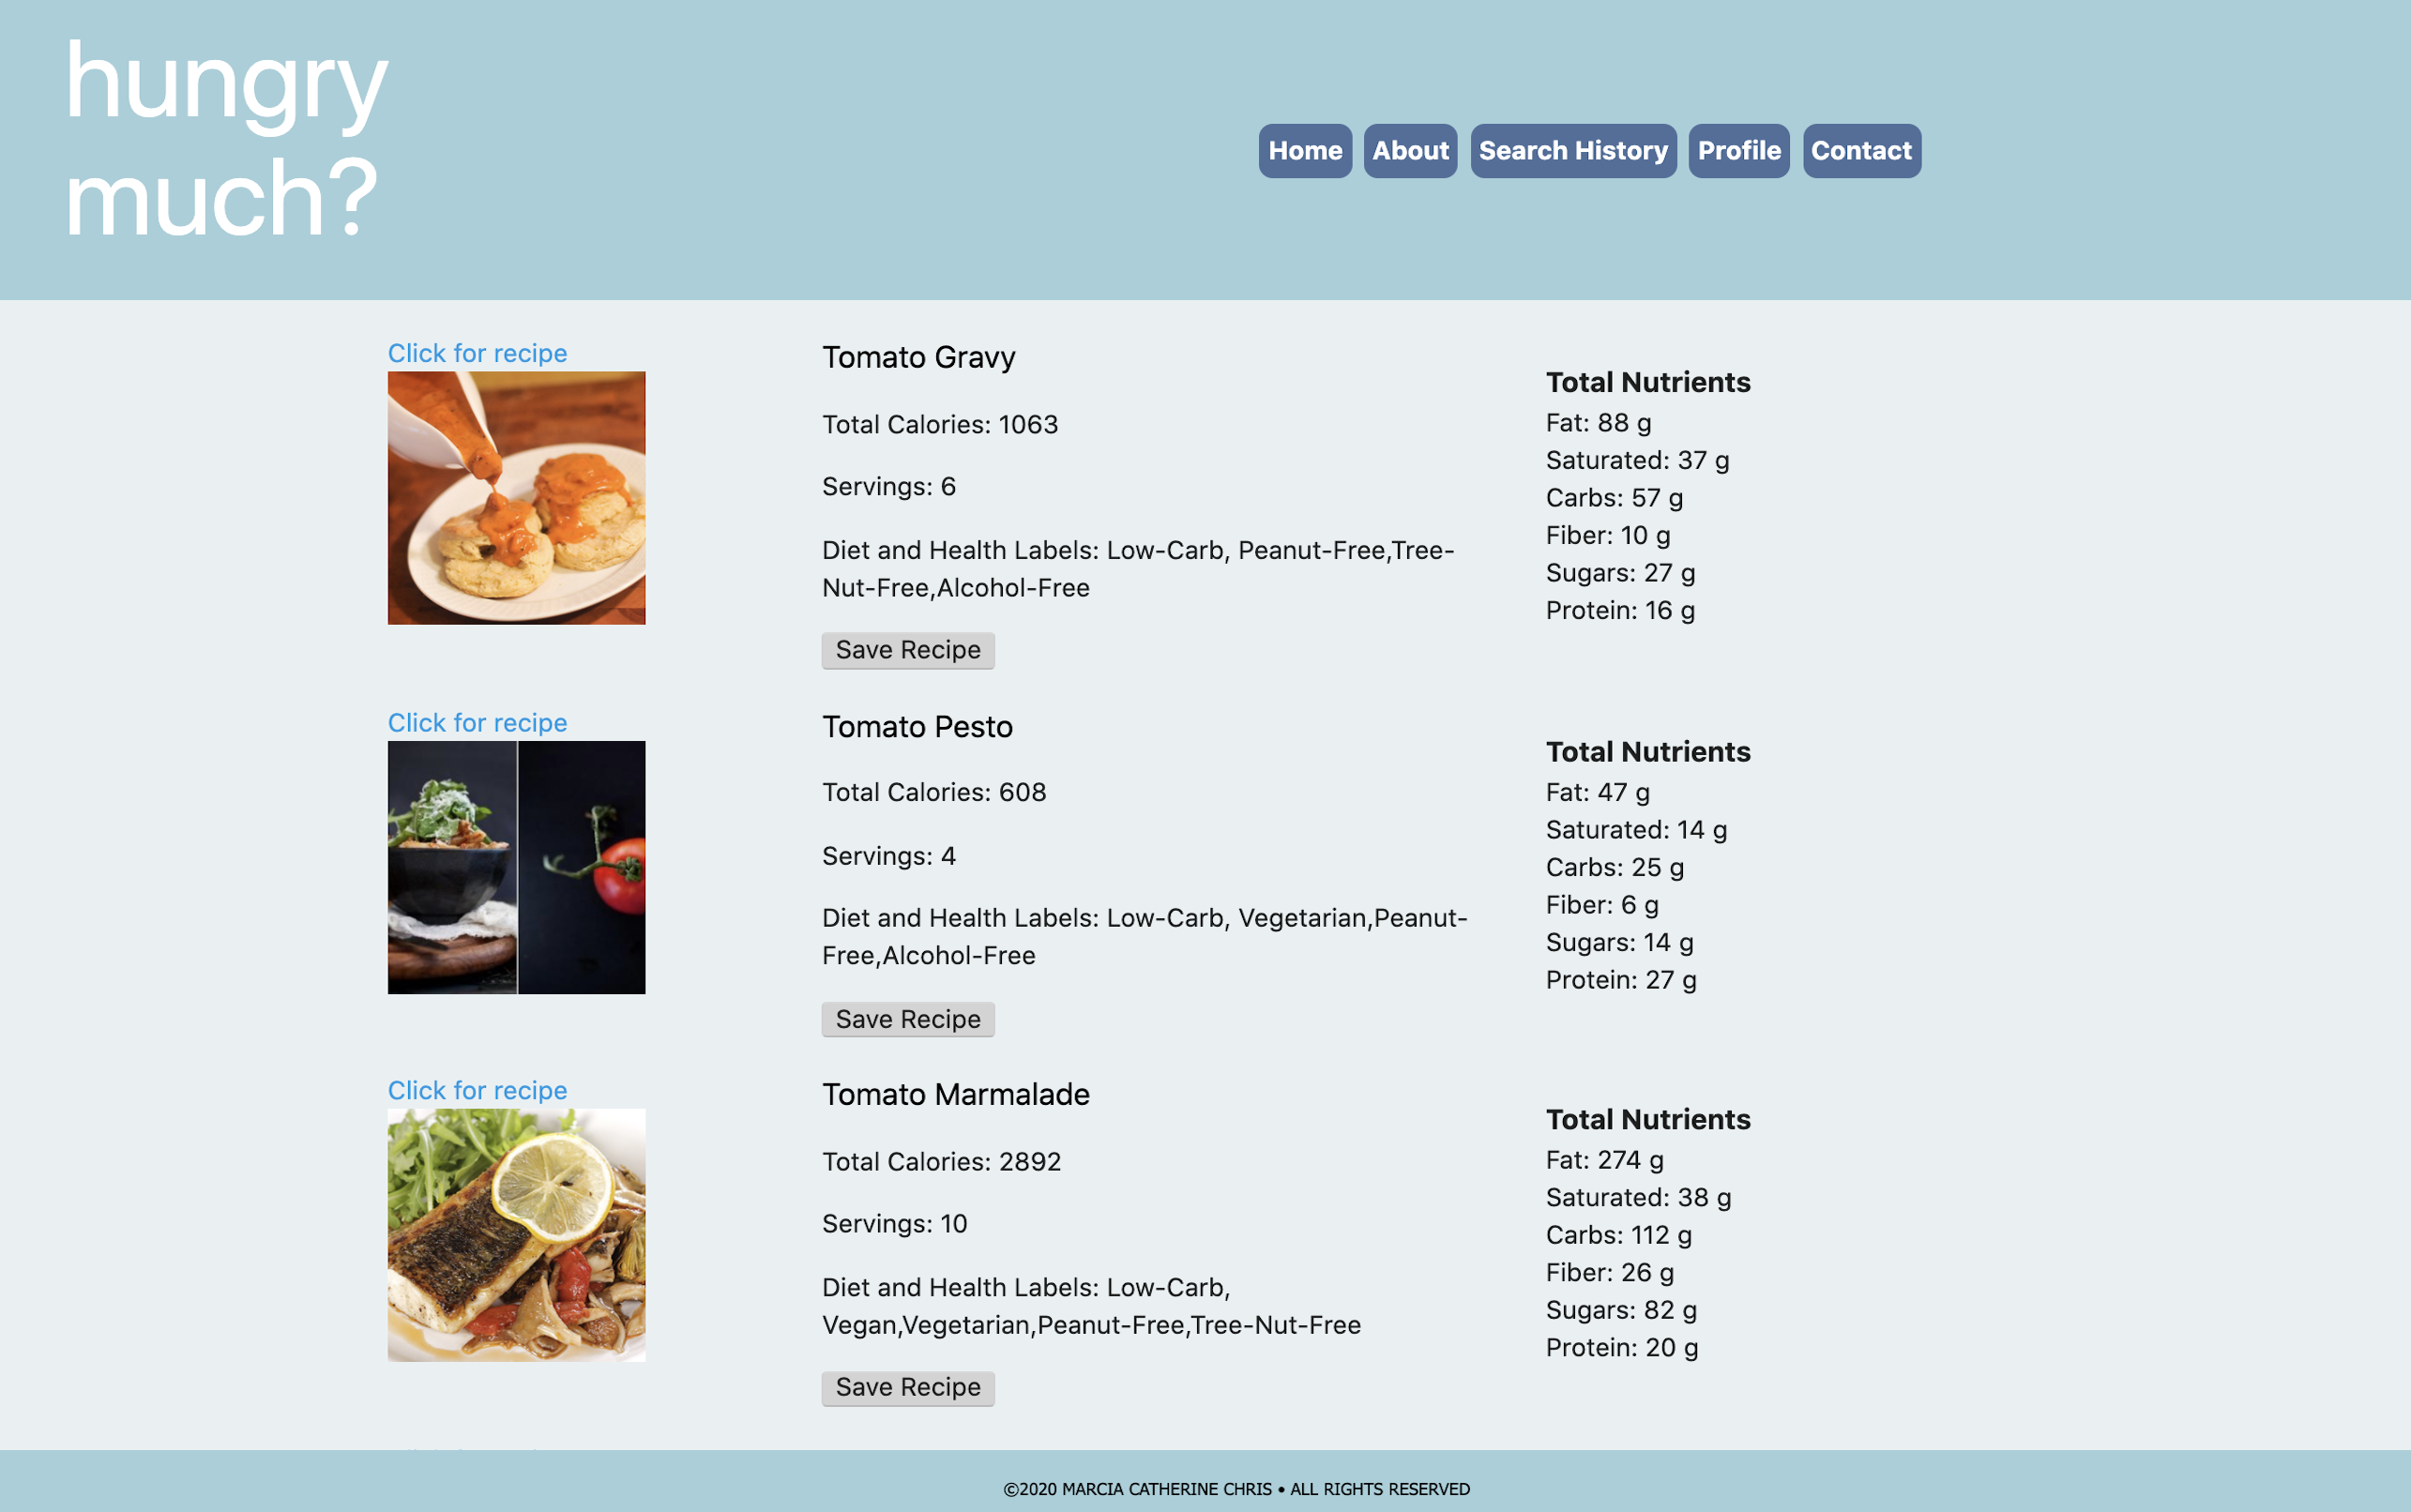 hungry
much?
Home About Search History Profile Contact
Click for recipe
Tomato Gravy
Total Calories: 1063
Servings: 6
Diet and Health Labels: Low-Carb, Peanut-Free,Tree-
Nut-Free,Alcohol-Free
Save Recipe
Total Nutrients
Fat: 88 g
Saturated: 37 g
Carbs: 57 g
Fiber: 10 g
Sugars: 27 g
Protein: 16 g
Click for recipe
Tomato Pesto
Total Calories: 608
Servings: 4
Diet and Health Labels: Low-Carb, Vegetarian,Peanut-
Free,Alcohol-Free
Save Recipe
Total Nutrients
Fat: 47 g
Saturated: 14 g
Carbs: 25 g
Fiber: 6 g
Sugars: 14 g
Protein: 27 g
Click for recipe
Tomato Marmalade
Total Calories: 2892
Servings: 10
Diet and Health Labels: Low-Carb,
Vegan,Vegetarian,Peanut-Free,Tree-Nut-Free
Save Recipe
Total Nutrients
Fat: 274 g
Saturated: 38 g
Carbs: 112 g
Fiber: 26 g
Sugars: 82 g
Protein: 20 g
©2020 MARCIA CATHERINE CHRIS • ALL RIGHTS RESERVED